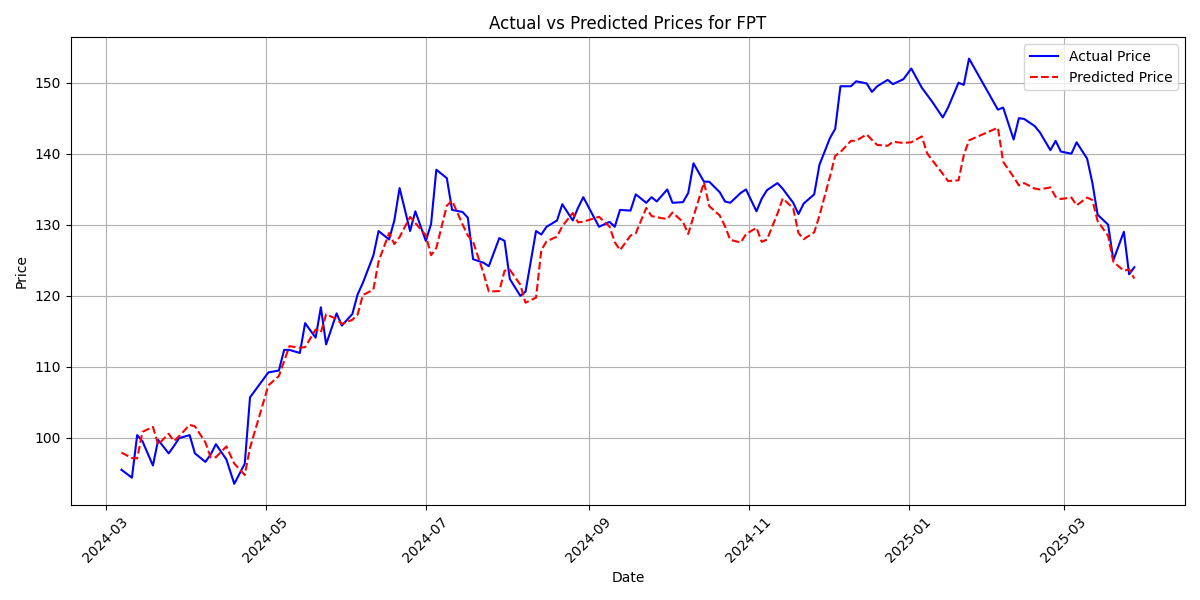 Actual vs Predicted Prices for FPT
Actual Price
Predicted Price
Price
150
140
130
120
110
100
2024-03
2024-05
2024-07
2024-09
2024-11
2025-01
2025-03
Date